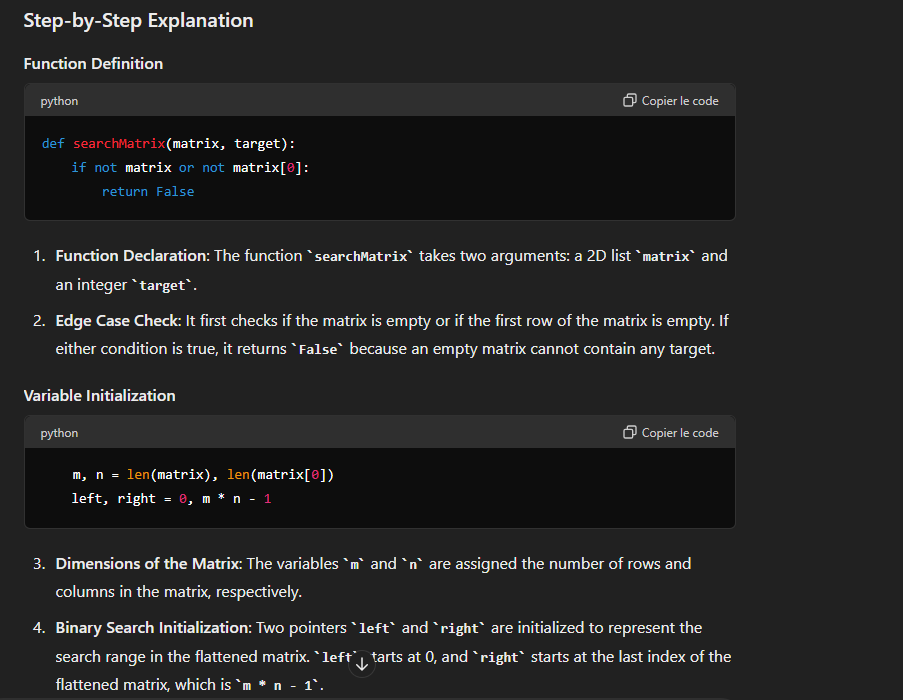 Step-by-Step Explanation
Function Definition
python
Copier le code
def searchMatrix(matrix, target):
    if not matrix or not matrix[0]:
        return False
1. Function Declaration: The function `searchMatrix` takes two arguments: a 2D list `matrix` and
an integer `target`.
2. Edge Case Check: It first checks if the matrix is empty or if the first row of the matrix is empty. If
either condition is true, it returns `False` because an empty matrix cannot contain any target.
Variable Initialization
python
Copier le code
    m, n = len(matrix), len(matrix[0])
    left, right = 0, m * n - 1
3. Dimensions of the Matrix: The variables `m` and `n` are assigned the number of rows and
columns in the matrix, respectively.
4. Binary Search Initialization: Two pointers `left` and `right` are initialized to represent the
search range in the flattened matrix. `left` tarts at 0, and `right` starts at the last index of the
flattened matrix, which is `m * n - 1`.